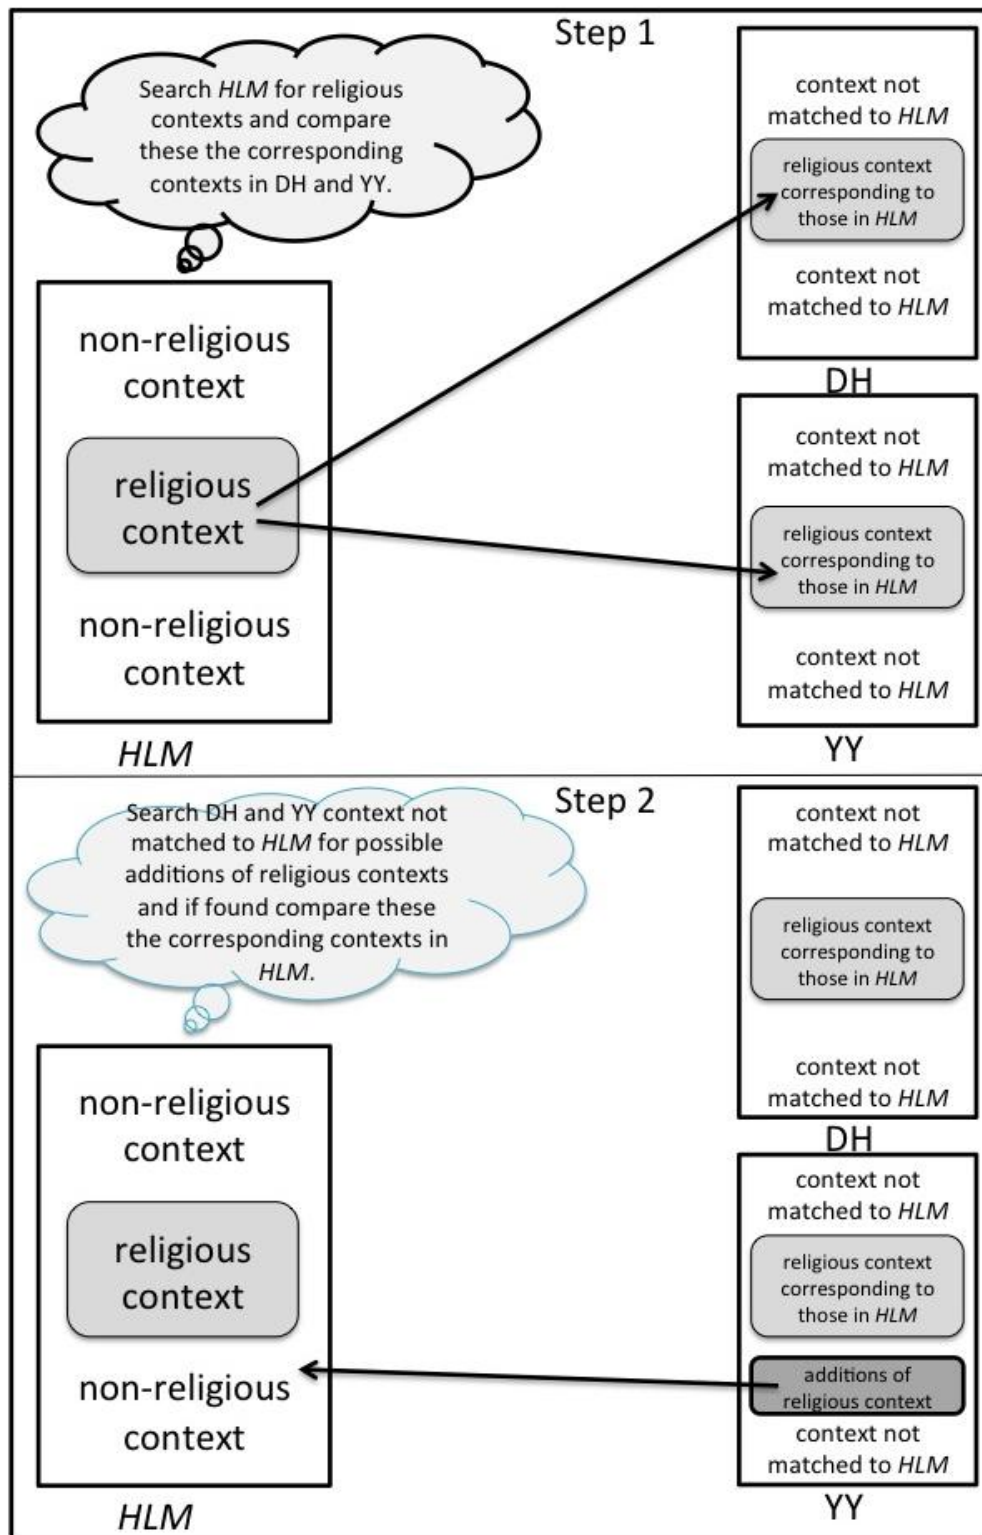 Step 1
Search HLM for religious
contexts and compare
these the corresponding
contexts in DH and YY.
non-religious
context
religious
context
non-religious
context
HLM
context not
matched to HLM
religious context
corresponding to
those in HLM
context not
matched to HLM
DH
context not
matched to HLM
religious context
corresponding to
those in HLM
context not
matched to HLM
YY
Step 2
Search DH and YY context not
matched to HLM for possible
additions of religious contexts
and if found compare these
the corresponding contexts in
HLM.
non-religious
context
religious
context
non-religious
context
HLM
context not
matched to HLM
religious context
corresponding to
those in HLM
context not
matched to HLM
DH
context not
matched to HLM
religious context
corresponding to
those in HLM
additions of
religious context
context not
matched to HLM
YY